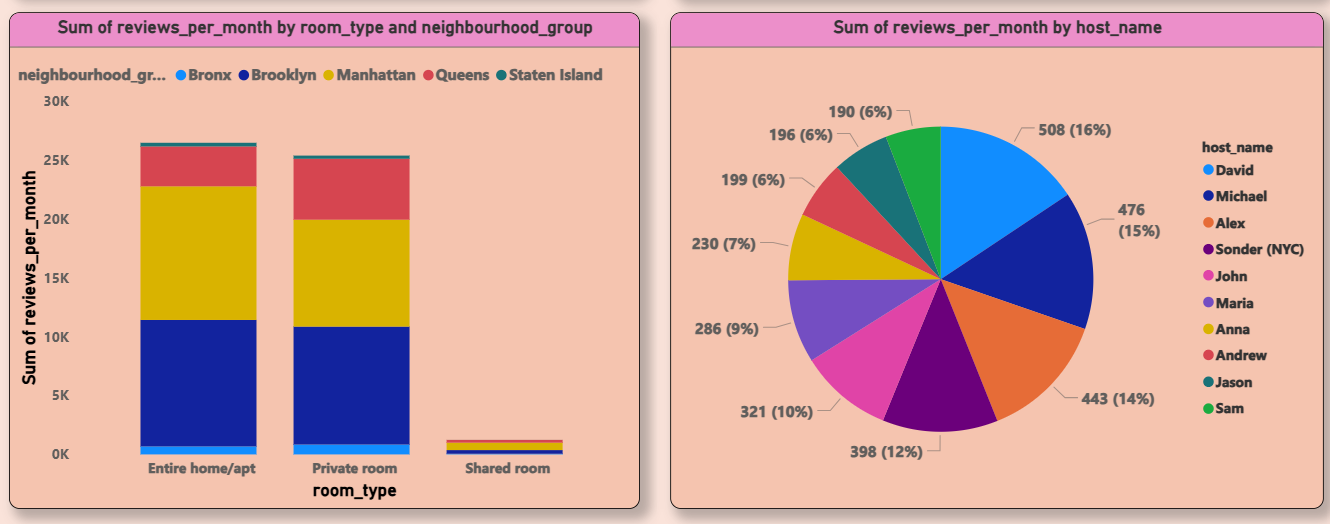 Sum of reviews_per_month by room_type and neighbourhood_group
neighbourhood_gr... Bronx Brooklyn Manhattan Queens Staten Island
30K
25K
20K
15K
10K
5K
0K
Sum of reviews_per_month
Entire home/apt Private room Shared room
room_type
Sum of reviews_per_month by host_name
508 (16%)
476
(15%)
443 (14%)
398 (12%)
321 (10%)
286 (9%)
230 (7%)
199 (6%)
196 (6%)
190 (6%)
host_name
David
Michael
Alex
Sonder (NYC)
John
Maria
Anna
Andrew
Jason
Sam